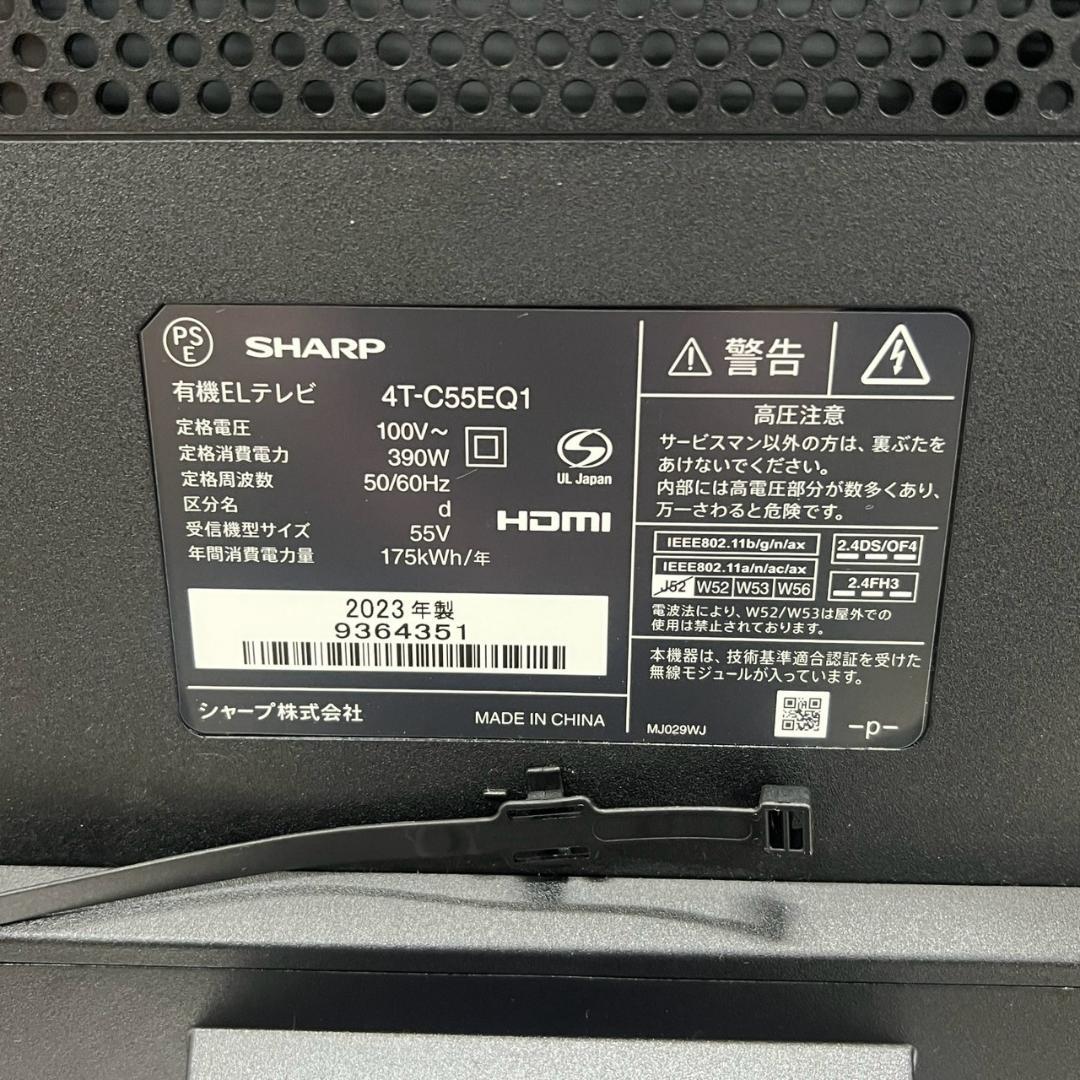 PS
E
SHARP
有機ELテレビ 4T-C55EQ1
定格電圧 100V～
定格消費電力 390W
定格周波数 50/60Hz
区分名 d
受信機型サイズ 55V
年間消費電力量 175kWh/年
UL Japan
HDMI
2023年製
9364351
シャープ株式会社 MADE IN CHINA
警告
高圧注意
サービスマン以外の方は、裏ぶたを
あけないでください。
内部には高電圧部分が数多くあり、
万一さわると危険です。
IEEE802.11b/g/n/ax
IEEE802.11a/n/ac/ax
J52 W52 W53 W56
2.4DS/OF4
2.4FH3
電波法により、W52/W53は屋外での
使用は禁止されております。
本機器は、技術基準適合認証を受けた
無線モジュールが入っています。
MJ029WJ
-p-